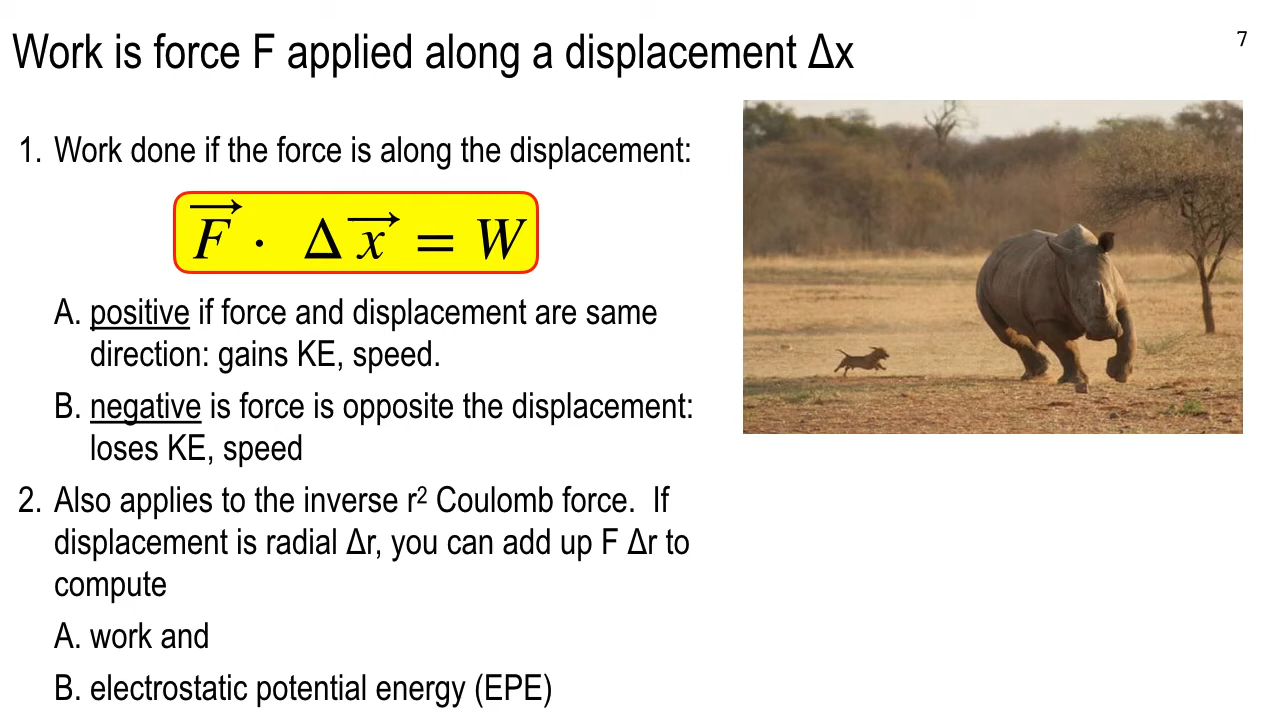 Work is force F applied along a displacement Δx
7
1. Work done if the force is along the displacement:
F⃗ · Δx⃗ = W
A. positive if force and displacement are same
direction: gains KE, speed.
B. negative is force is opposite the displacement:
loses KE, speed
2. Also applies to the inverse r² Coulomb force.  If
displacement is radial Δr, you can add up F Δr to
compute
A. work and
B. electrostatic potential energy (EPE)